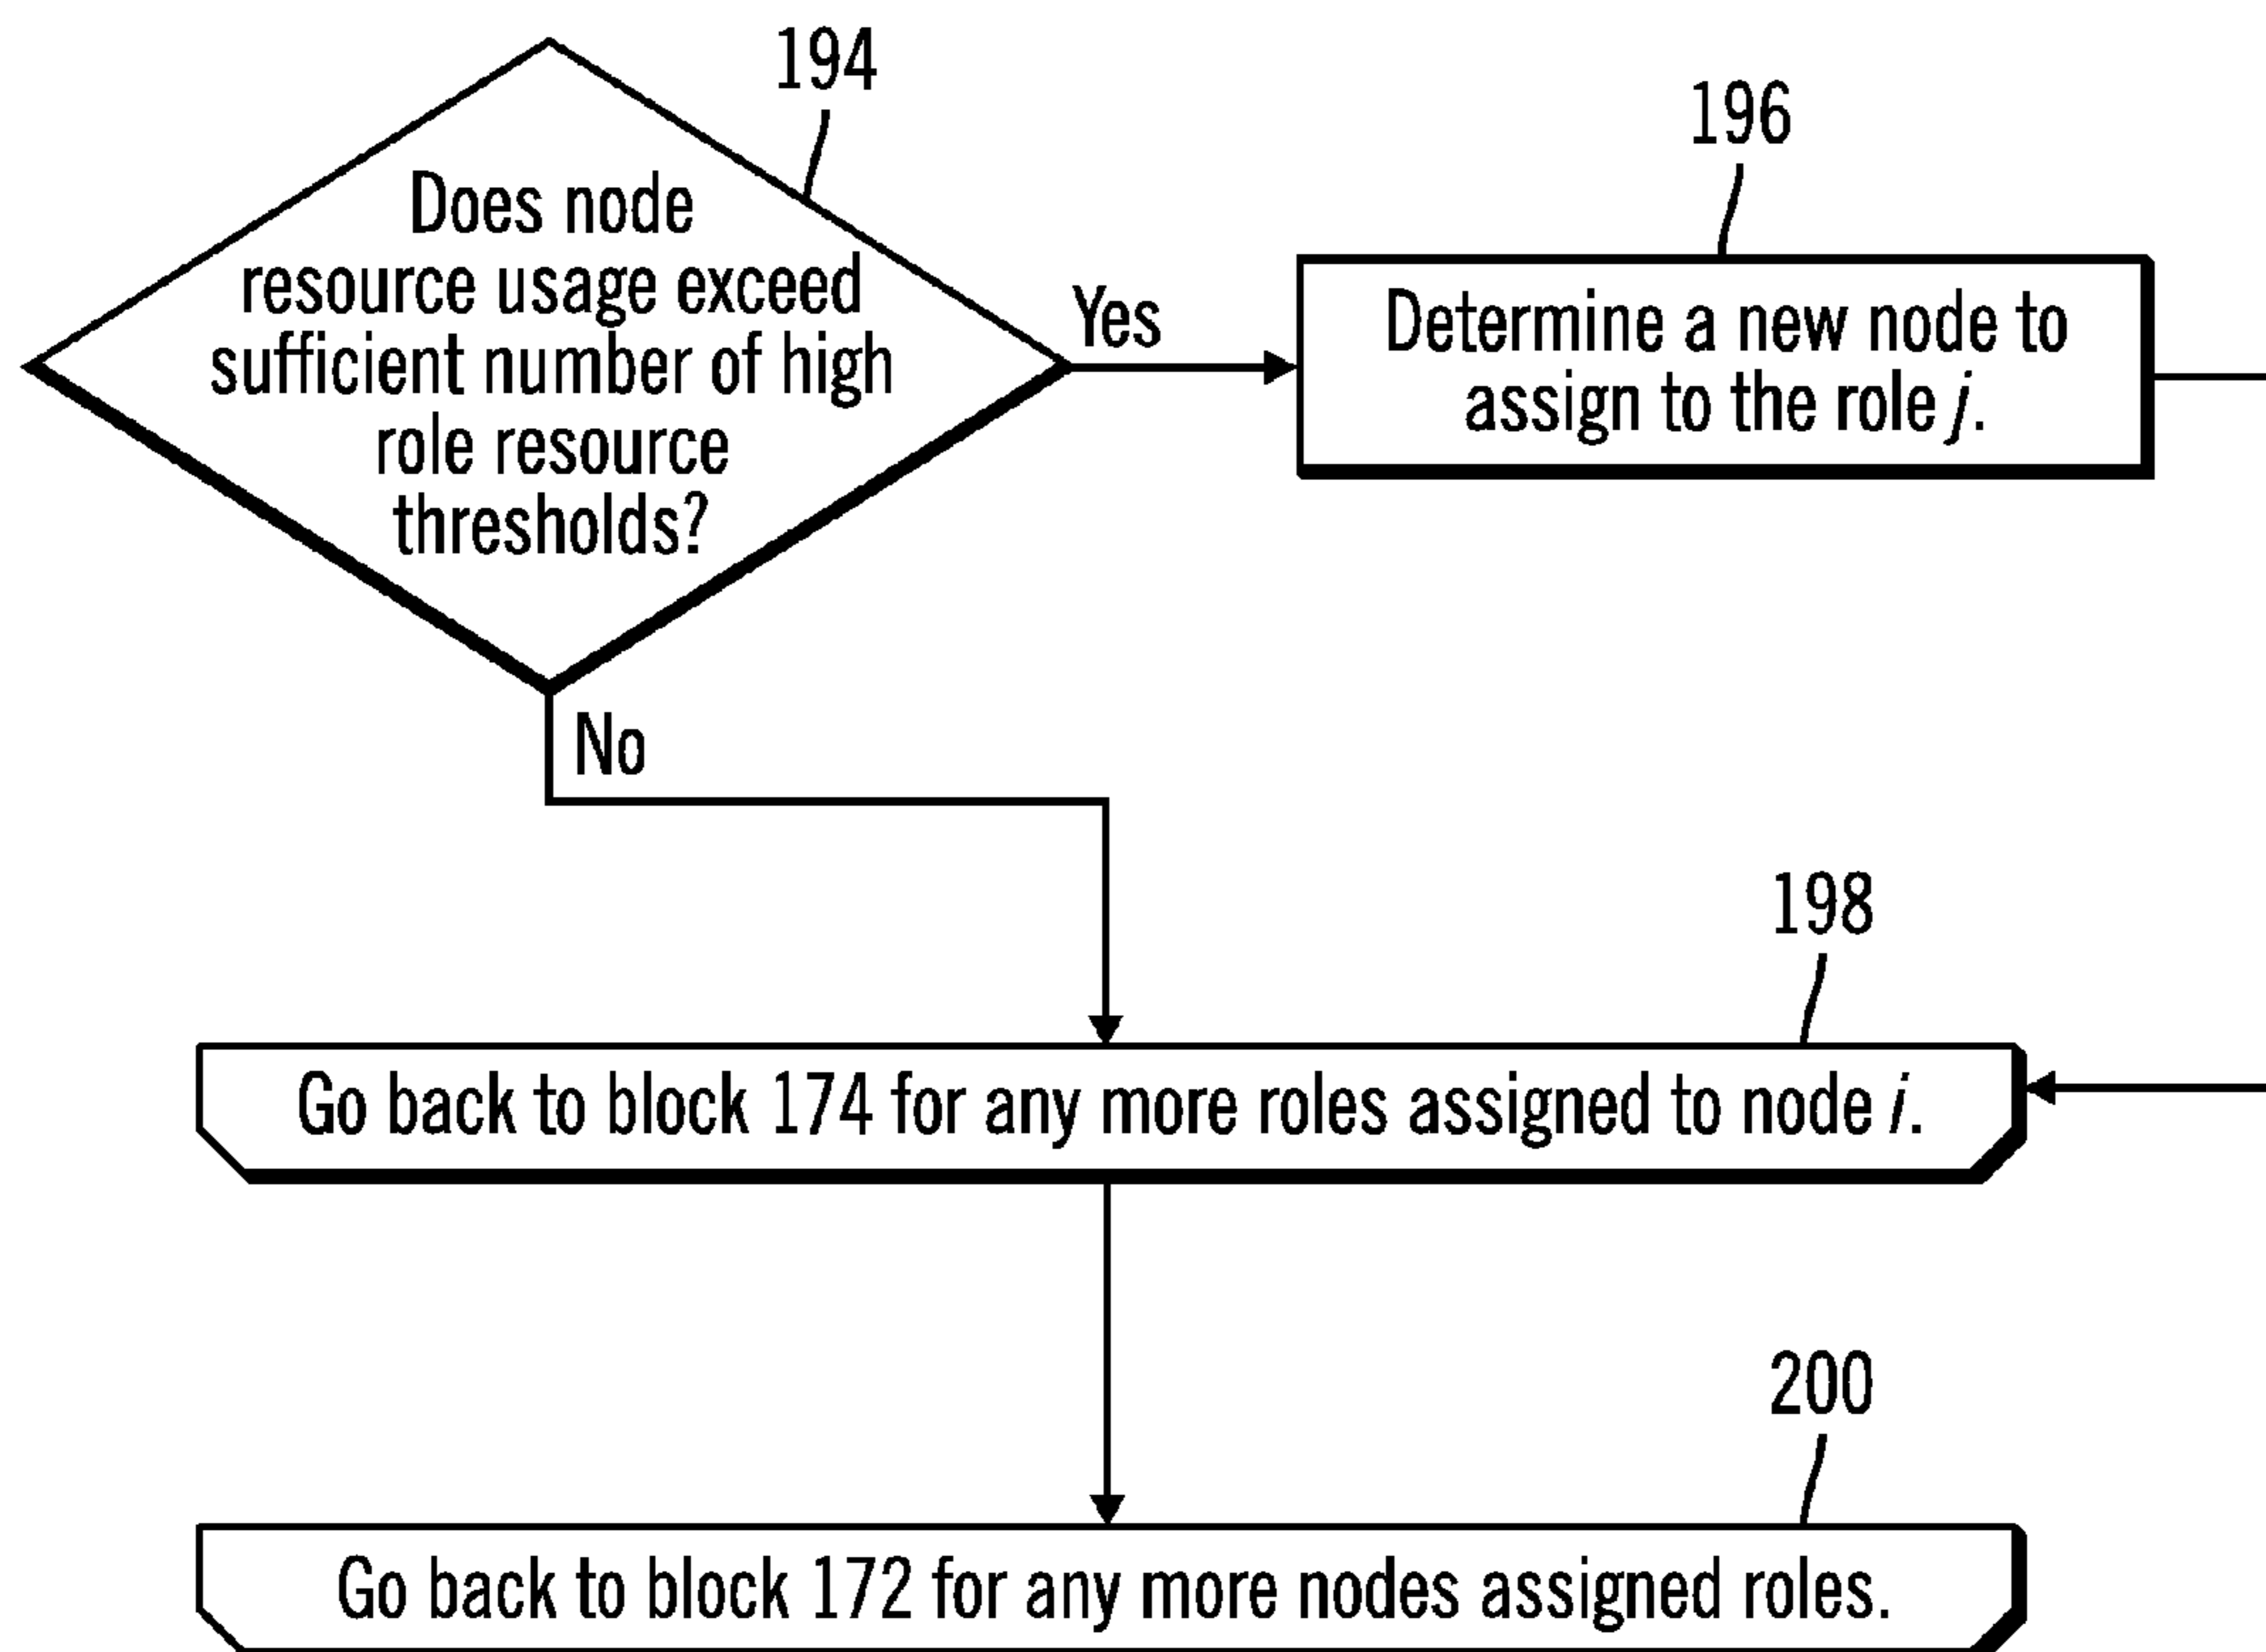 194
Does node
resource usage exceed
sufficient number of high
role resource
thresholds?
Yes
196
Determine a new node to
assign to the role j.
No
198
Go back to block 174 for any more roles assigned to node i.
200
Go back to block 172 for any more nodes assigned roles.